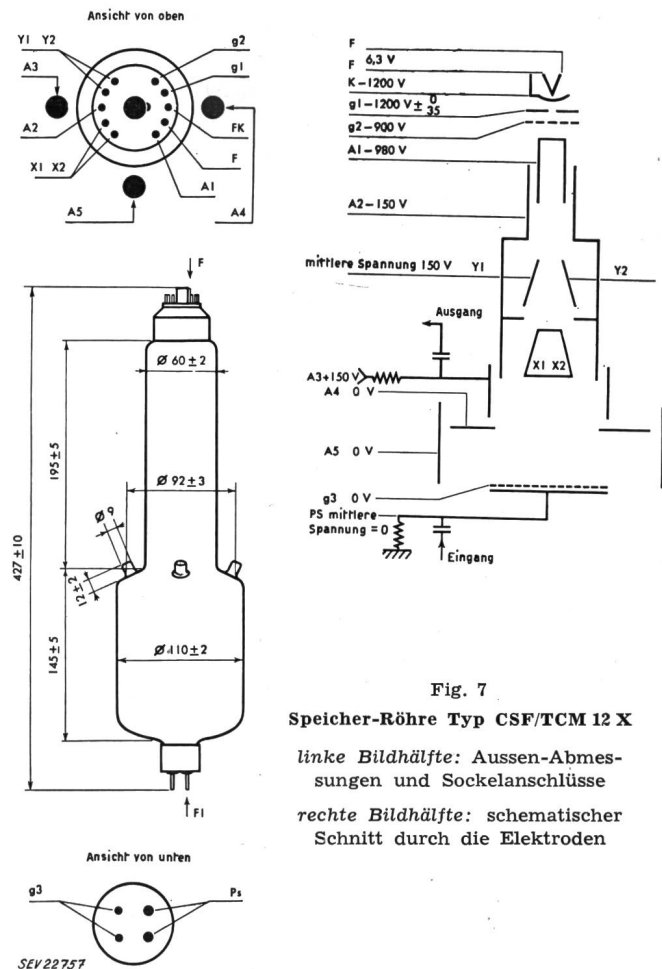 Ansicht von oben
Y1 Y2
g2
A3
g1
A2
FK
X1 X2
F
A1
A5
A4
F
Ø 60 ± 2
195 ± 5
Ø 92 ± 3
Ø 9
12 ± 2
427 ± 10
145 ± 5
Ø 110 ± 2
F1
Ansicht von unten
g3
Ps
SEV 22757
F
F 6,3 V
K – 1200 V
g1 – 1200 V ± 0 35
g2 – 900 V
A1 – 980 V
A2 – 150 V
mittlere Spannung 150 V Y1
Y2
Ausgang
X1 X2
A3 + 150 V
A4 0 V
A5 0 V
g3 0 V
PS mittlere
Spannung = 0
Eingang
Fig. 7
Speicher-Röhre Typ CSF/TCM 12 X
linke Bildhälfte: Aussen-Abmes-
sungen und Sockelanschlüsse
rechte Bildhälfte: schematischer
Schnitt durch die Elektroden